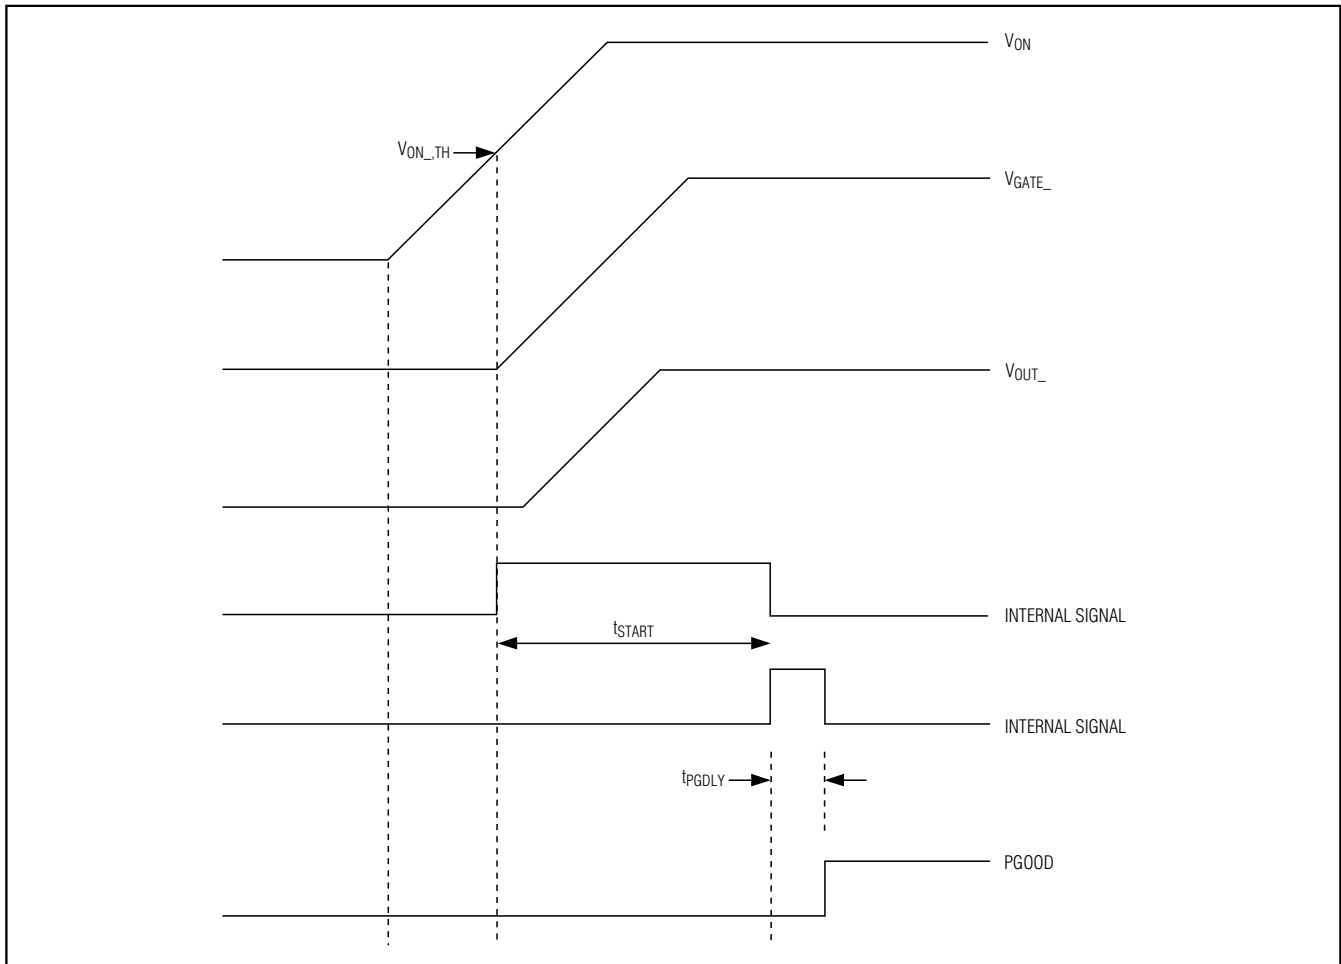 VON
VON_,TH
VGATE_
VOUT_
INTERNAL SIGNAL
tSTART
INTERNAL SIGNAL
tPGDLY
PGOOD